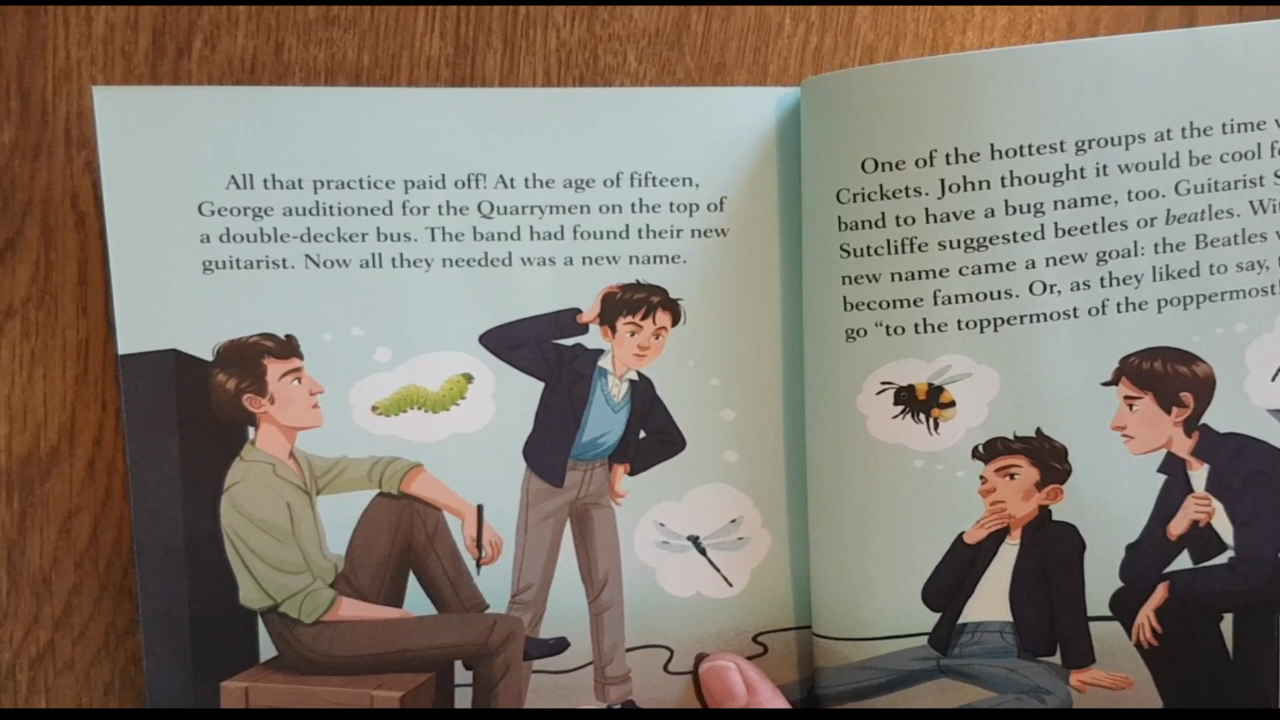 All that practice paid off! At the age of fifteen,
George auditioned for the Quarrymen on the top of
a double-decker bus. The band had found their new
guitarist. Now all they needed was a new name.
One of the hottest groups at the time
Crickets. John thought it would be cool
band to have a bug name, too. Guitarist
Sutcliffe suggested beetles or beatles.
new name came a new goal: the Beatles
become famous. Or, as they liked to say,
go “to the toppermost of the poppermost!